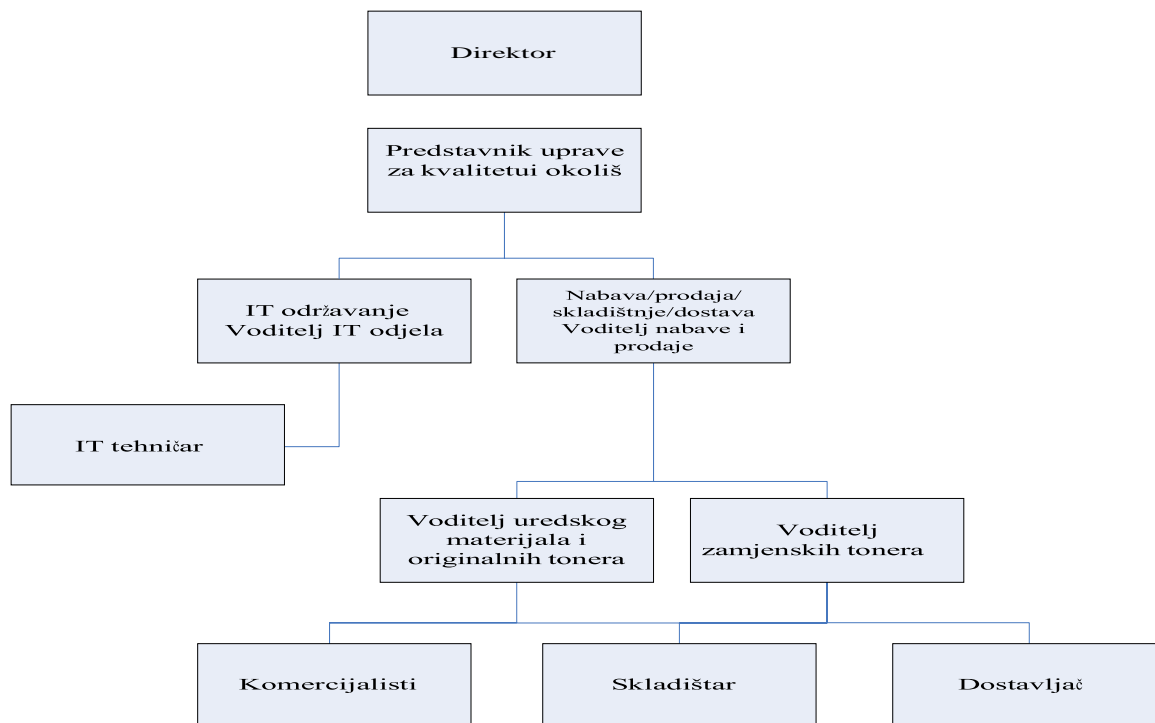 Direktor
Predstavnik uprave
za kvalitetui okoliš
IT održavanje
Voditelj IT odjela
Nabava/prodaja/
skladištnje/dostava
Voditelj nabave i
prodaje
IT tehničar
Voditelj uredskog
materijala i
originalnih tonera
Voditelj
zamjenskih tonera
Komercijalisti
Skladištar
Dostavljač